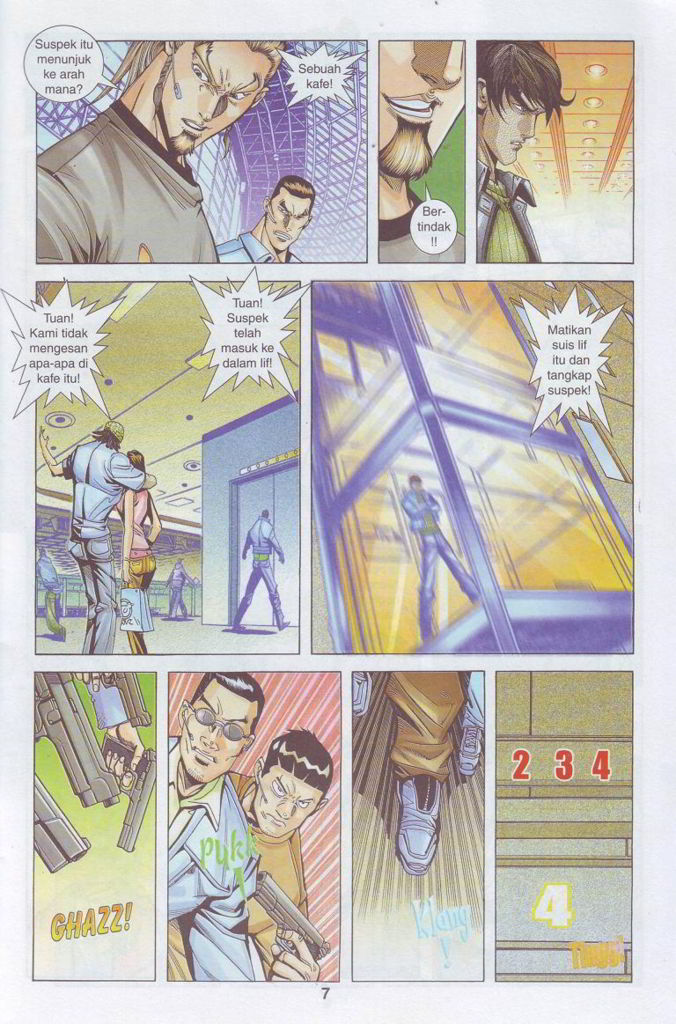 Suspek itu
menunjuk
ke arah
mana?
Sebuah
kafe!
Ber-
tindak
!!
Tuan!
Kami tidak
mengesan
apa-apa di
kafe itu!
Tuan!
Suspek
telah
masuk ke
dalam lif!
Matikan
suis lif
itu dan
tangkap
suspek!
GHAZZ!
Klang
!
2 3 4
4
7